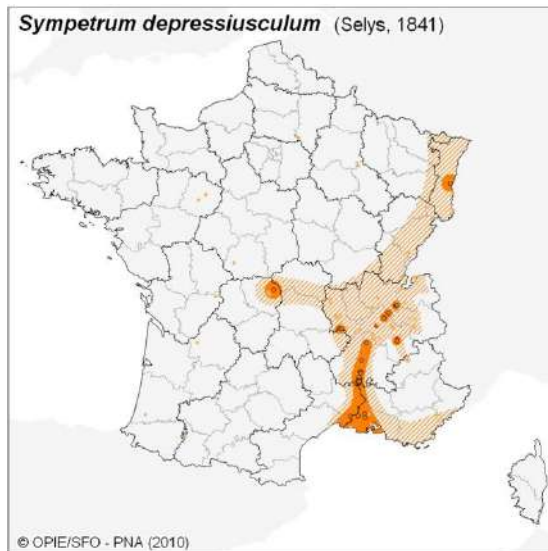 Sympetrum depressiusculum (Selys, 1841)
© OPIE/SFO - PNA (2010)